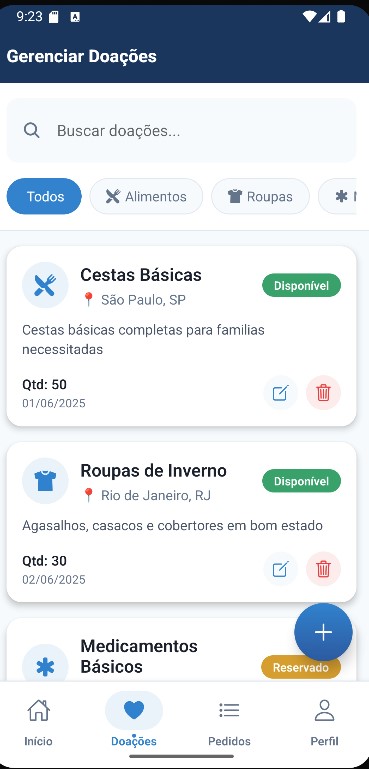 9:23
Gerenciar Doações
Buscar doações...
Todos
Alimentos
Roupas
Cestas Básicas
São Paulo, SP
Disponível
Cestas básicas completas para famílias
necessitadas
Qtd: 50
01/06/2025
Roupas de Inverno
Rio de Janeiro, RJ
Disponível
Agasalhos, casacos e cobertores em bom estado
Qtd: 30
02/06/2025
Medicamentos
Básicos
Reservado
Início
Doações
Pedidos
Perfil